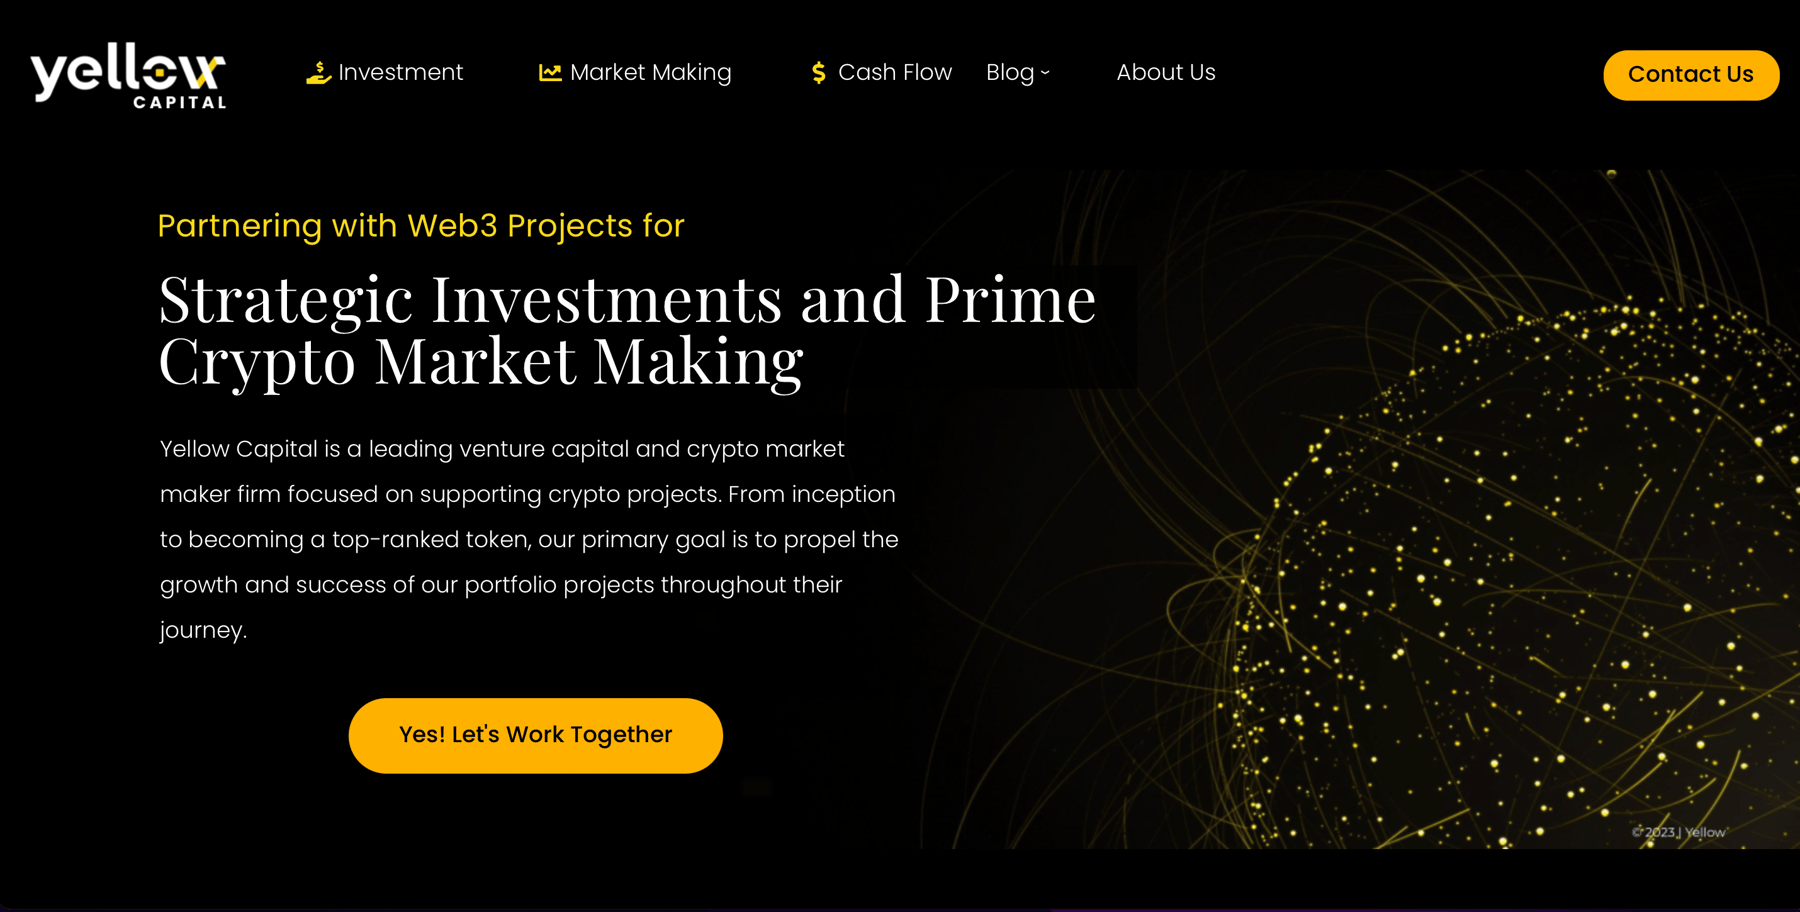 yellow
CAPITAL
Investment
Market Making
Cash Flow
Blog
About Us
Contact Us
Partnering with Web3 Projects for
Strategic Investments and Prime
Crypto Market Making
Yellow Capital is a leading venture capital and crypto market
maker firm focused on supporting crypto projects. From inception
to becoming a top-ranked token, our primary goal is to propel the
growth and success of our portfolio projects throughout their
journey.
Yes! Let's Work Together
© 2023 | Yellow